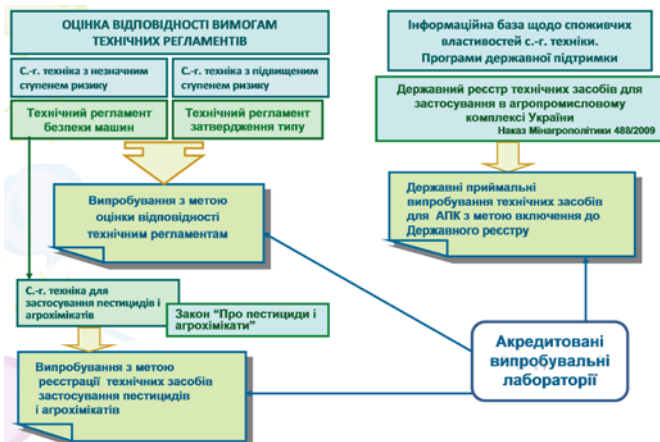 ОЦІНКА ВІДПОВІДНОСТІ ВИМОГАМ
ТЕХНІЧНИХ РЕГЛАМЕНТІВ
С.-г. техніка з незначним
ступенем ризику
С.-г. техніка з підвищеним
ступенем ризику
Технічний регламент
безпеки машин
Технічний регламент
затвердження типу
Випробування з метою
оцінки відповідності
технічним регламентам
С.-г. техніка для
застосування пестицидів і
агрохімікатів
Закон “Про пестициди і
агрохімікати”
Випробування з метою
реєстрації технічних засобів
застосування пестицидів
і агрохімікатів
Інформаційна база щодо споживчих
властивостей с.-г. техніки.
Програми державної підтримки
Державний реєстр технічних засобів для
застосування в агропромисловому
комплексі України
Наказ Мінагрополітики 488/2009
Державні приймальні
випробування технічних засобів
для АПК з метою включення до
Державного реєстру
Акредитовані
випробувальні
лабораторії